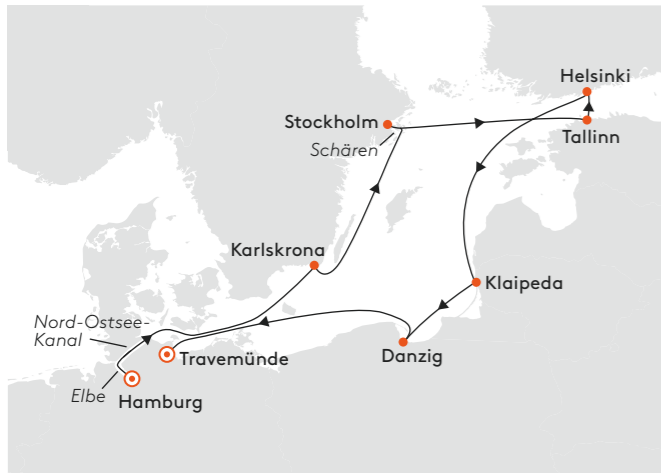 Helsinki
Stockholm
Tallinn
Schären
Karlskrona
Klaipeda
Nord-Ostsee-
Kanal
Travemünde
Danzig
Elbe
Hamburg